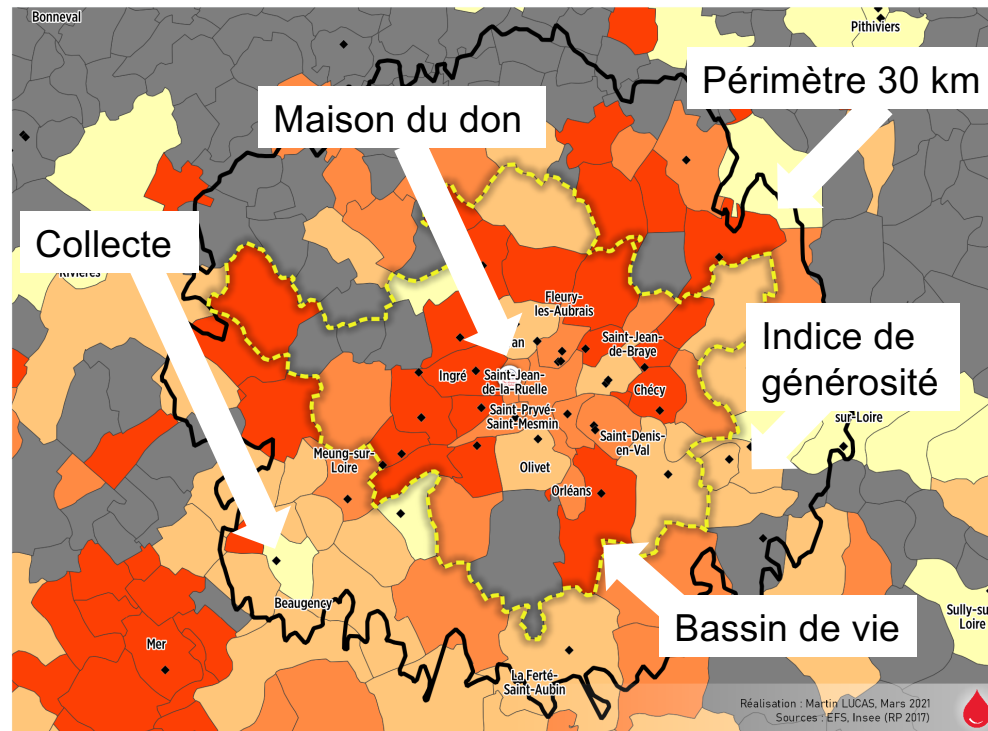 Bonneval
Pithiviers
Périmètre 30 km
Maison du don
Collecte
Rivières
Fleury-
les-Aubrais
an
Saint-Jean-
de-Braye
Indice de
générosité
Ingré
Saint-Jean-
de-la-Ruelle
Chécy
Saint-Pryvé-
Saint-Mesmin
sur-Loire
Saint-Denis-
en-Val
Meung-sur-
Loire
Olivet
Orléans
Beaugency
Bassin de vie
Sully-su
Loire
Mer
La Ferté-
Saint-Aubin
Réalisation : Martin LUCAS, Mars 2021
Sources : EFS, Insee (RP 2017)